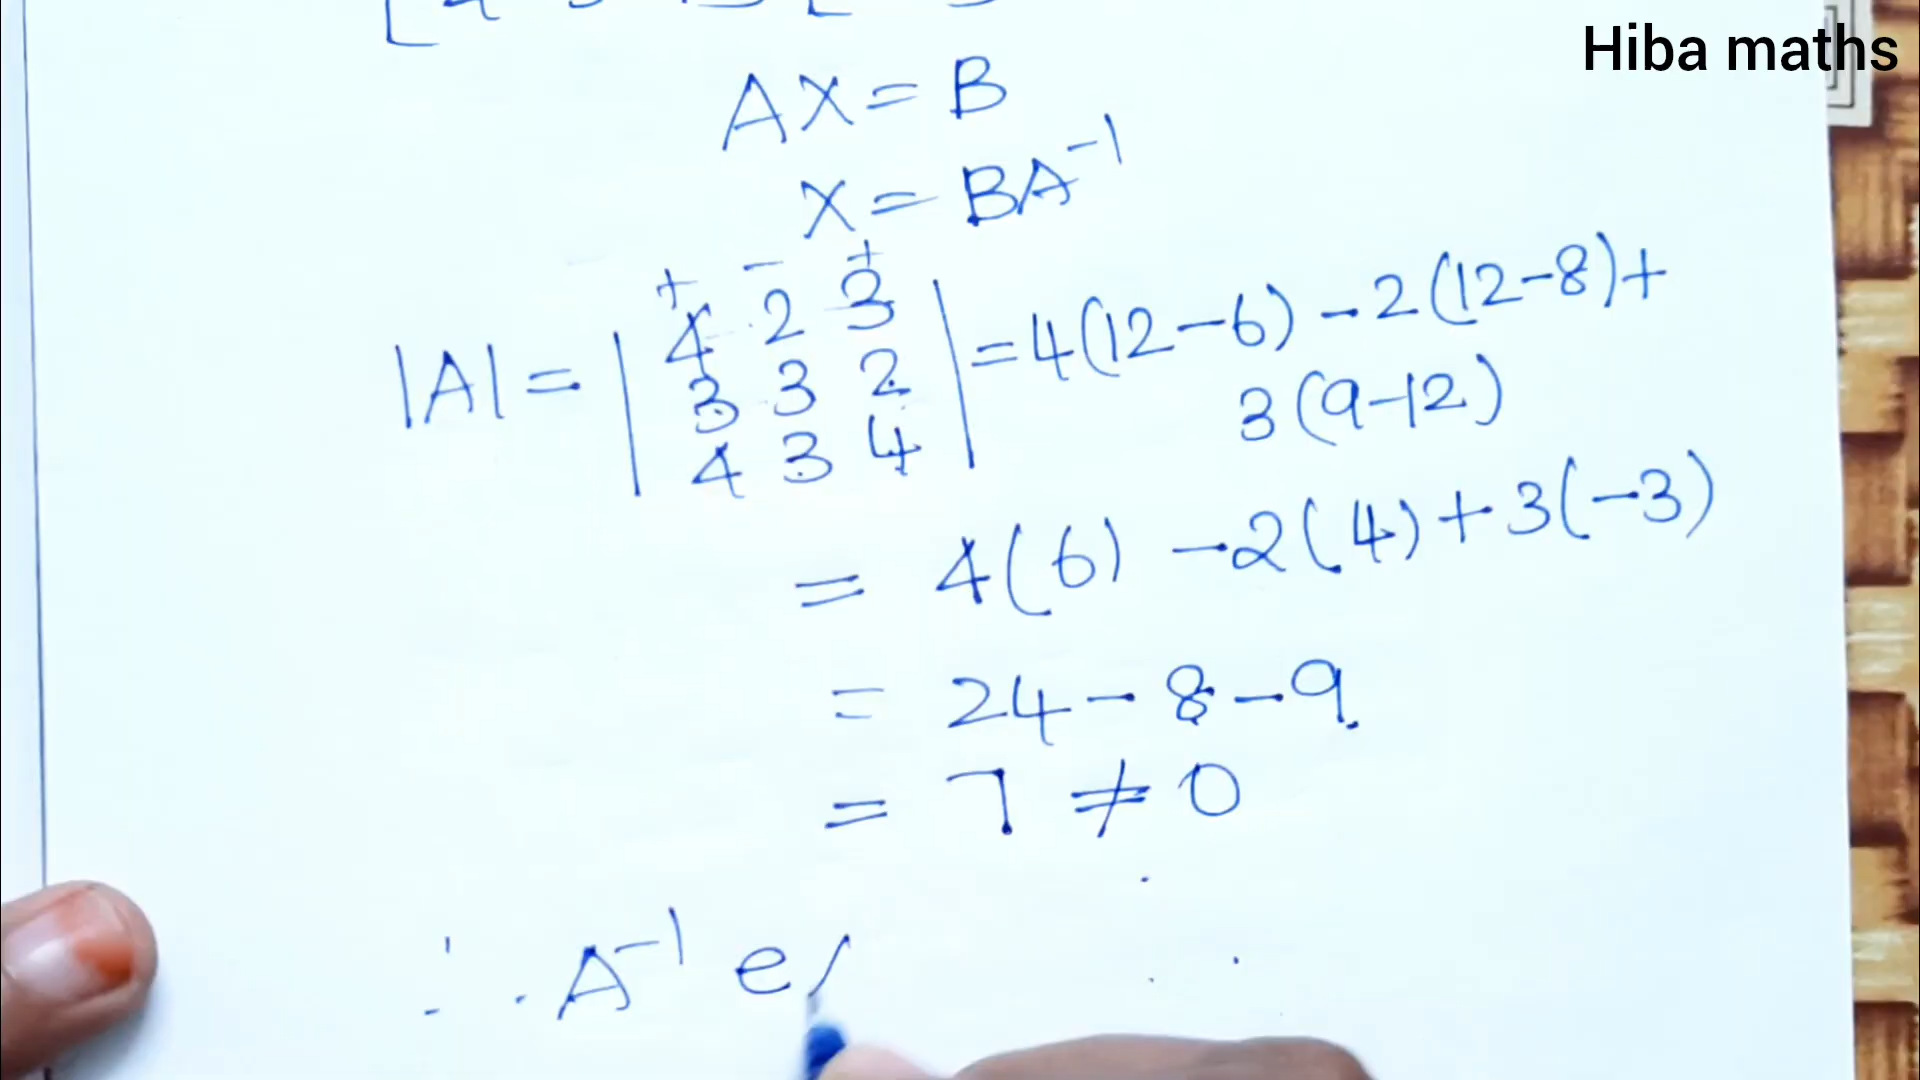 Hiba maths
AX = B
X = BA⁻¹
+ − +
|A| = | 4 2 3 | = 4(12−6) −2(12−8)+
3 3 2
3(9−12)
4 3 4
= 4(6) −2(4)+3(−3)
= 24−8−9
= 7 ≠ 0
∴ A⁻¹ e